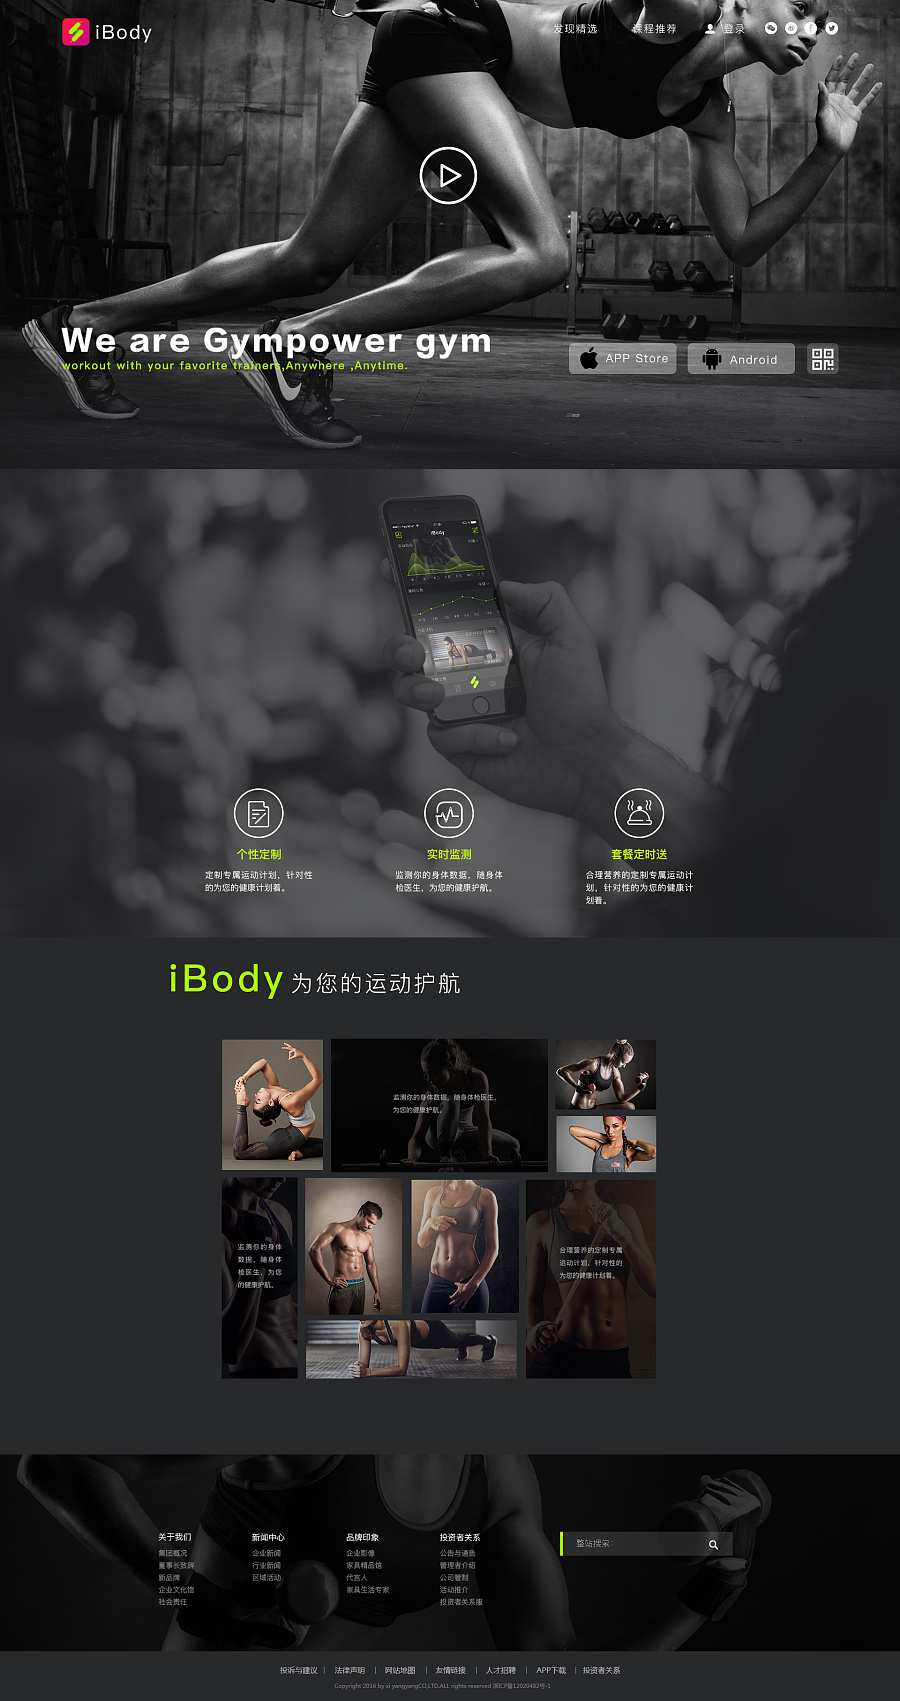 iBody
发现精选 课程推荐 登录
We are Gympower gym
workout with your favorite trainers,Anywhere ,Anytime.
APP Store
Android
iBody
个性定制
定制专属运动计划，针对性
的为您的健康计划着。
实时监测
监测你的身体数据，随身体
检医生，为您的健康护航。
套餐定时送
合理营养的定制专属运动计
划，针对性的为您的健康计
划着。
iBody 为您的运动护航
监测你的身体数据，随身体检医生，
为您的健康护航。
监测你的身体
数据，随身体
检医生，为您
的健康护航。
合理营养的定制专属
运动计划，针对性的
为您的健康计划着。
关于我们
集团概况
董事长致辞
新品牌
企业文化馆
社会责任
新闻中心
企业新闻
行业新闻
区域活动
品牌印象
企业影像
家具精品馆
代言人
家具生活专家
投资者关系
公告与通告
管理者介绍
公司管制
活动推介
投资者关系服
整站搜索：
投诉与建议 | 法律声明 | 网站地图 | 友情链接 | 人才招聘 | APP下载 | 投资者关系
Copyright 2016 by xi yangyangCO,LTD.ALL rights reserved 浙ICP备12020482号-1